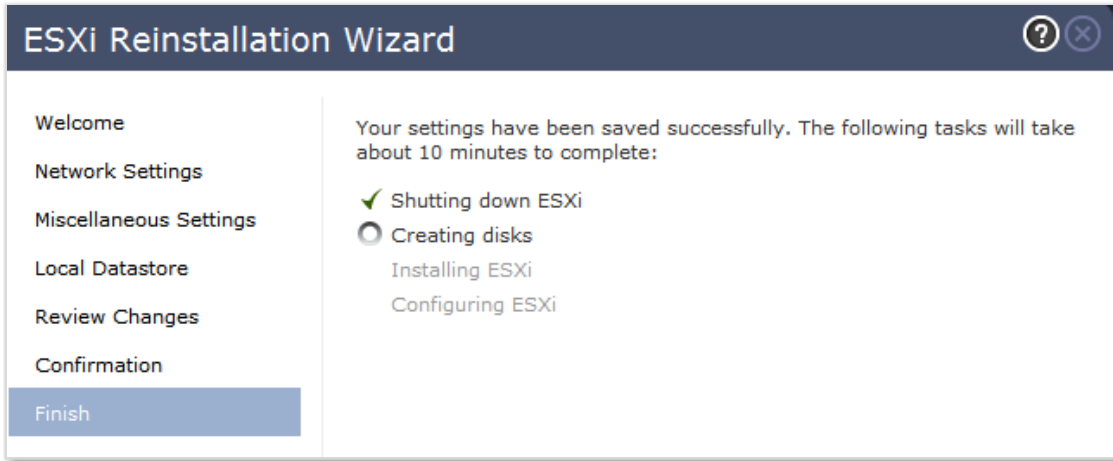 ESXi Reinstallation Wizard
?
Welcome
Network Settings
Miscellaneous Settings
Local Datastore
Review Changes
Confirmation
Finish
Your settings have been saved successfully. The following tasks will take
about 10 minutes to complete:
Shutting down ESXi
Creating disks
Installing ESXi
Configuring ESXi